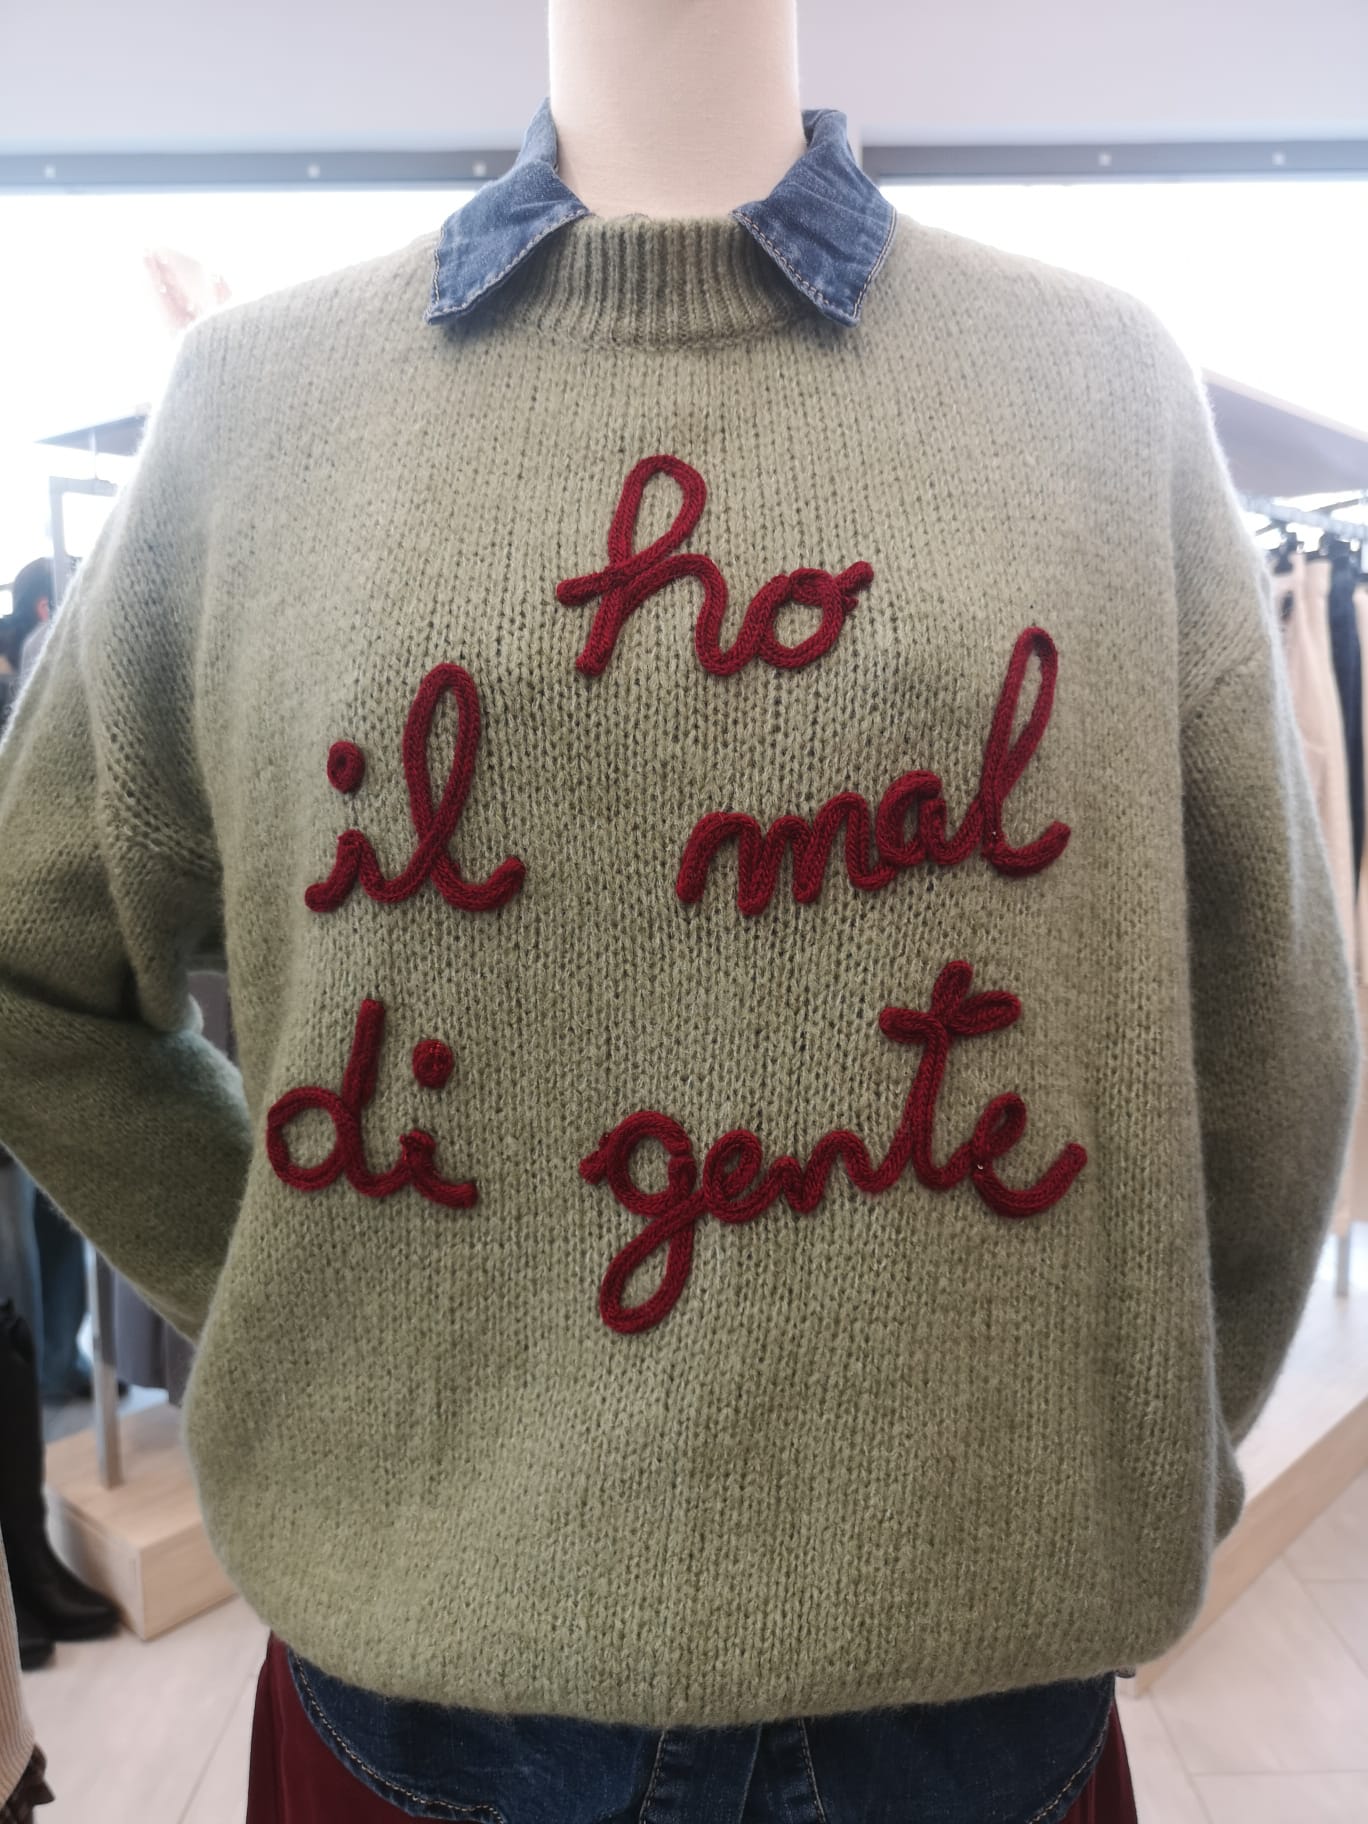 ho
il mal
di gente